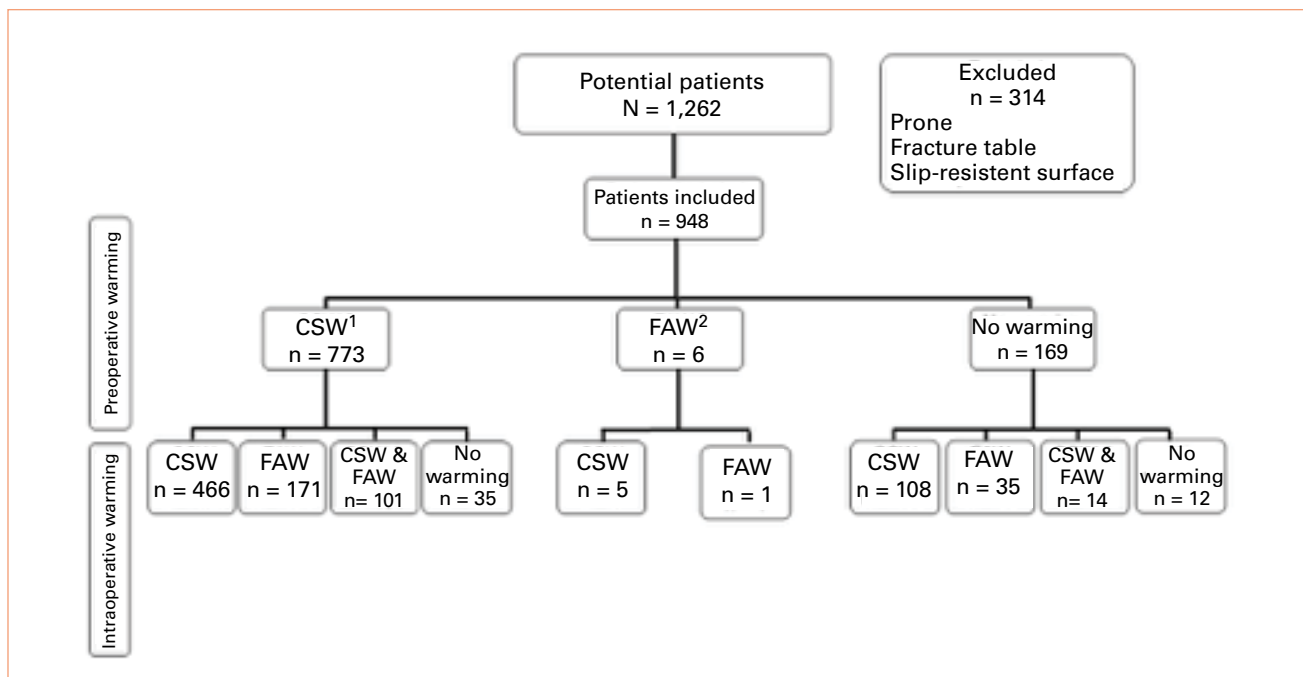 Potential patients
N = 1,262
Excluded
n = 314
Prone
Fracture table
Slip-resistent surface
Patients included
n = 948
Preoperative warming
CSW1
n = 773
FAW2
n = 6
No warming
n = 169
Intraoperative warming
CSW
n = 466
FAW
n = 171
CSW &
FAW
n= 101
No
warming
n = 35
CSW
n = 5
FAW
n = 1
CSW
n = 108
FAW
n = 35
CSW &
FAW
n= 14
No
warming
n = 12